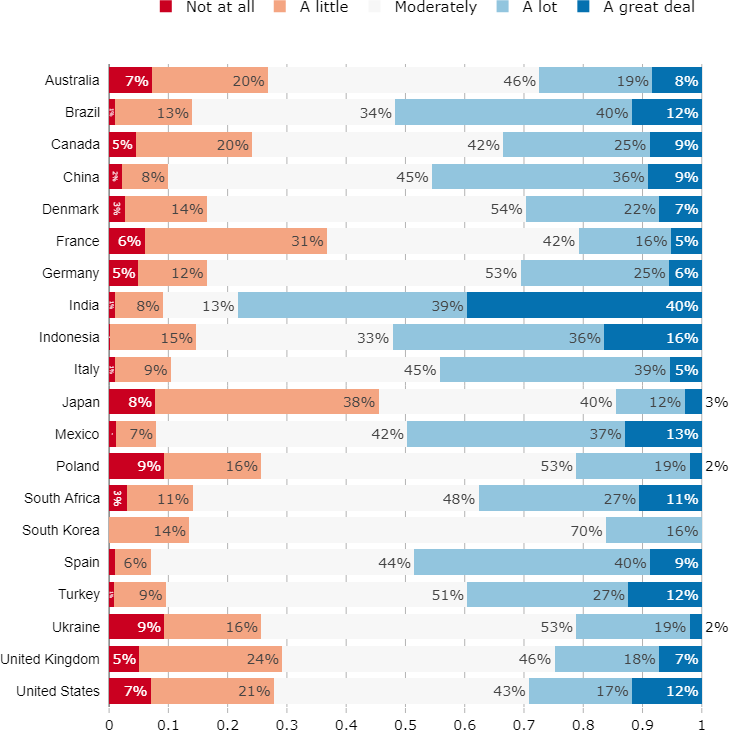 Not at all A little Moderately A lot A great deal
Australia 7% 20% 46% 19% 8%
Brazil 13% 34% 40% 12%
Canada 5% 20% 42% 25% 9%
China 2% 8% 45% 36% 9%
Denmark 3% 14% 54% 22% 7%
France 6% 31% 42% 16% 5%
Germany 5% 12% 53% 25% 6%
India 1% 8% 13% 39% 40%
Indonesia 15% 33% 36% 16%
Italy 1% 9% 45% 39% 5%
Japan 8% 38% 40% 12% 3%
Mexico 7% 42% 37% 13%
Poland 9% 16% 53% 19% 2%
South Africa 3% 11% 48% 27% 11%
South Korea 14% 70% 16%
Spain 6% 44% 40% 9%
Turkey 9% 51% 27% 12%
Ukraine 9% 16% 53% 19% 2%
United Kingdom 5% 24% 46% 18% 7%
United States 7% 21% 43% 17% 12%
0 0.1 0.2 0.3 0.4 0.5 0.6 0.7 0.8 0.9 1